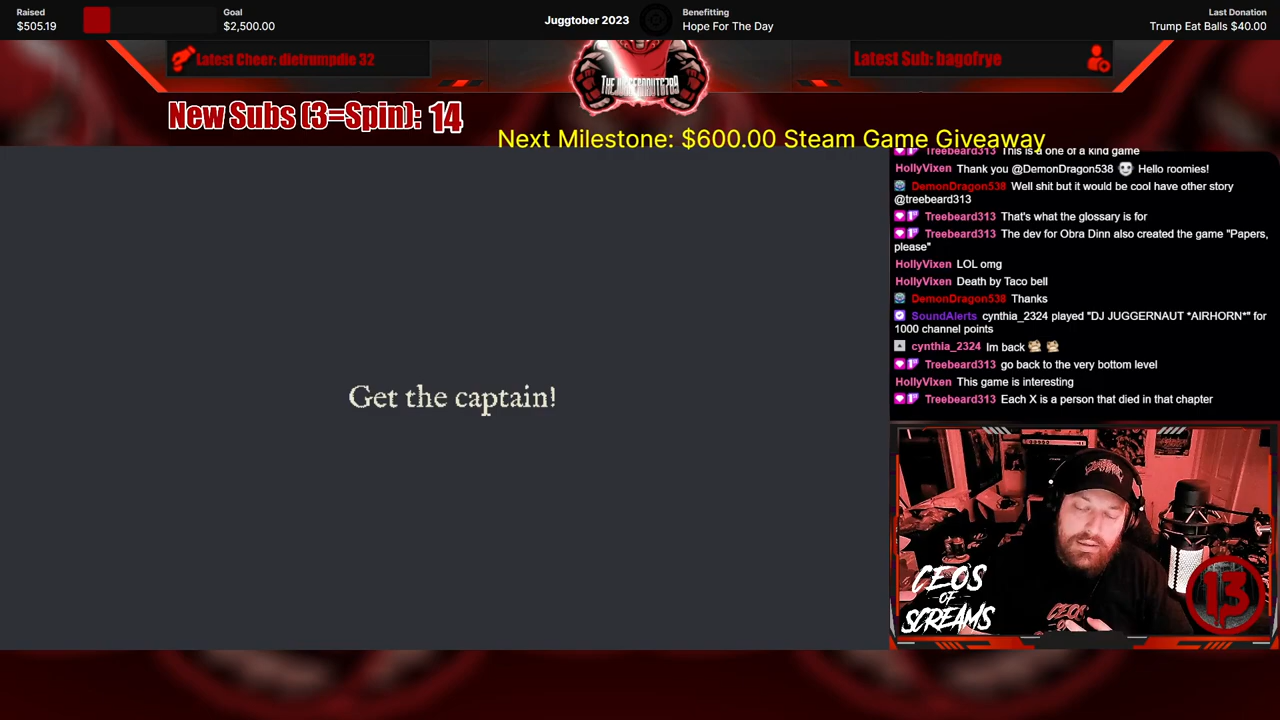 Raised
$505.19
Goal
$2,500.00
Juggtober 2023
Benefitting
Hope For The Day
Last Donation
Trump Eat Balls $40.00
Latest Cheer: dietrumpdie 32
THEJUGGERNAUT6789
Latest Sub: bagofrye
New Subs (3=Spin): 14
Next Milestone: $600.00 Steam Game Giveaway
Get the captain!
Treebeard313 This is a one of a kind game
HollyVixen Thank you @DemonDragon538 Hello roomies!
DemonDragon538 Well shit but it would be cool have other story
@treebeard313
Treebeard313 That's what the glossary is for
Treebeard313 The dev for Obra Dinn also created the game "Papers,
please"
HollyVixen LOL omg
HollyVixen Death by Taco bell
DemonDragon538 Thanks
SoundAlerts cynthia_2324 played "DJ JUGGERNAUT *AIRHORN*" for
1000 channel points
cynthia_2324 Im back
Treebeard313 go back to the very bottom level
HollyVixen This game is interesting
Treebeard313 Each X is a person that died in that chapter
CEOS
OF
SCREAMS
CEOS
13